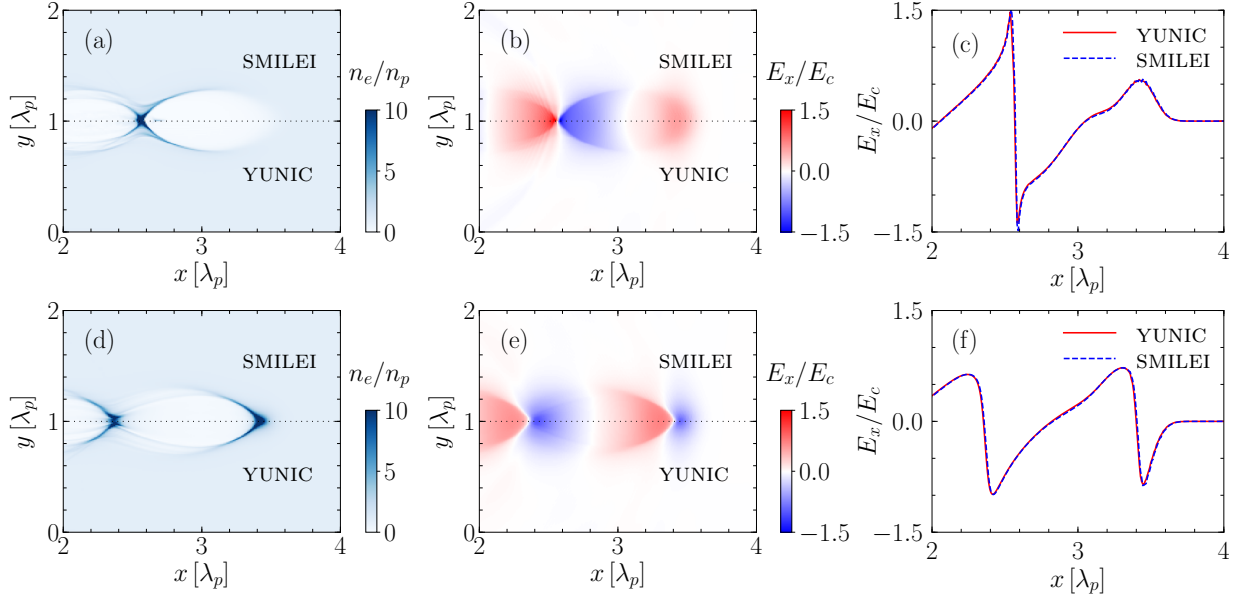 (a)
SMILEI
YUNIC
y [λ_p]
2
1
0
2
3
4
x [λ_p]
n_e/n_p
10
5
0
(b)
SMILEI
YUNIC
y [λ_p]
2
1
0
2
3
4
x [λ_p]
E_x/E_c
1.5
0.0
−1.5
(c)
YUNIC
SMILEI
E_x/E_c
1.5
0.0
−1.5
2
3
4
x [λ_p]
(d)
SMILEI
YUNIC
y [λ_p]
2
1
0
2
3
4
x [λ_p]
n_e/n_p
10
5
0
(e)
SMILEI
YUNIC
y [λ_p]
2
1
0
2
3
4
x [λ_p]
E_x/E_c
1.5
0.0
−1.5
(f)
YUNIC
SMILEI
E_x/E_c
1.5
0.0
−1.5
2
3
4
x [λ_p]